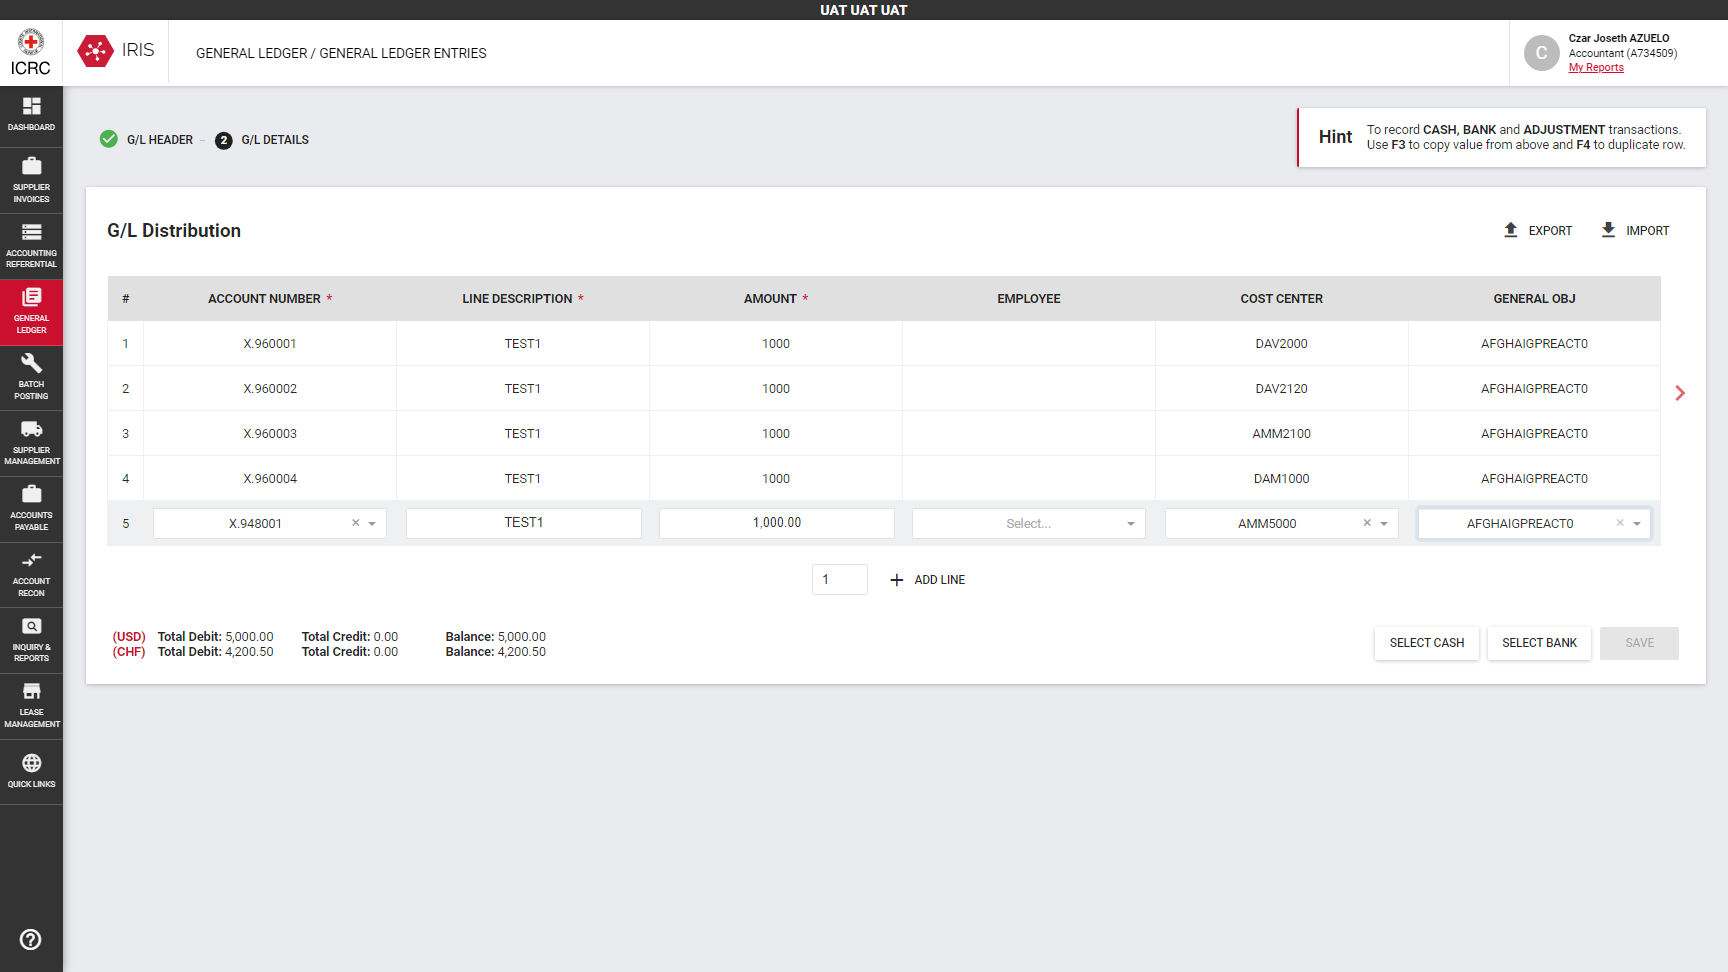 UAT UAT UAT
ICRC
IRIS
GENERAL LEDGER / GENERAL LEDGER ENTRIES
C
Czar Joseth AZUELO
Accountant (A734509)
My Reports
DASHBOARD
SUPPLIER
INVOICES
ACCOUNTING
REFERENTIAL
GENERAL
LEDGER
BATCH
POSTING
SUPPLIER
MANAGEMENT
ACCOUNTS
PAYABLE
ACCOUNT
RECON
INQUIRY &
REPORTS
LEASE
MANAGEMENT
QUICK LINKS
G/L HEADER – 2 G/L DETAILS
Hint
To record CASH, BANK and ADJUSTMENT transactions.
Use F3 to copy value from above and F4 to duplicate row.
G/L Distribution
EXPORT IMPORT
# ACCOUNT NUMBER * LINE DESCRIPTION * AMOUNT * EMPLOYEE COST CENTER GENERAL OBJ
1 X.960001 TEST1 1000 DAV2000 AFGHAIGPREACT0
2 X.960002 TEST1 1000 DAV2120 AFGHAIGPREACT0
3 X.960003 TEST1 1000 AMM2100 AFGHAIGPREACT0
4 X.960004 TEST1 1000 DAM1000 AFGHAIGPREACT0
5 X.948001 × TEST1 1,000.00 Select... AMM5000 × AFGHAIGPREACT0 ×
1 + ADD LINE
(USD) Total Debit: 5,000.00 Total Credit: 0.00 Balance: 5,000.00
(CHF) Total Debit: 4,200.50 Total Credit: 0.00 Balance: 4,200.50
SELECT CASH SELECT BANK SAVE